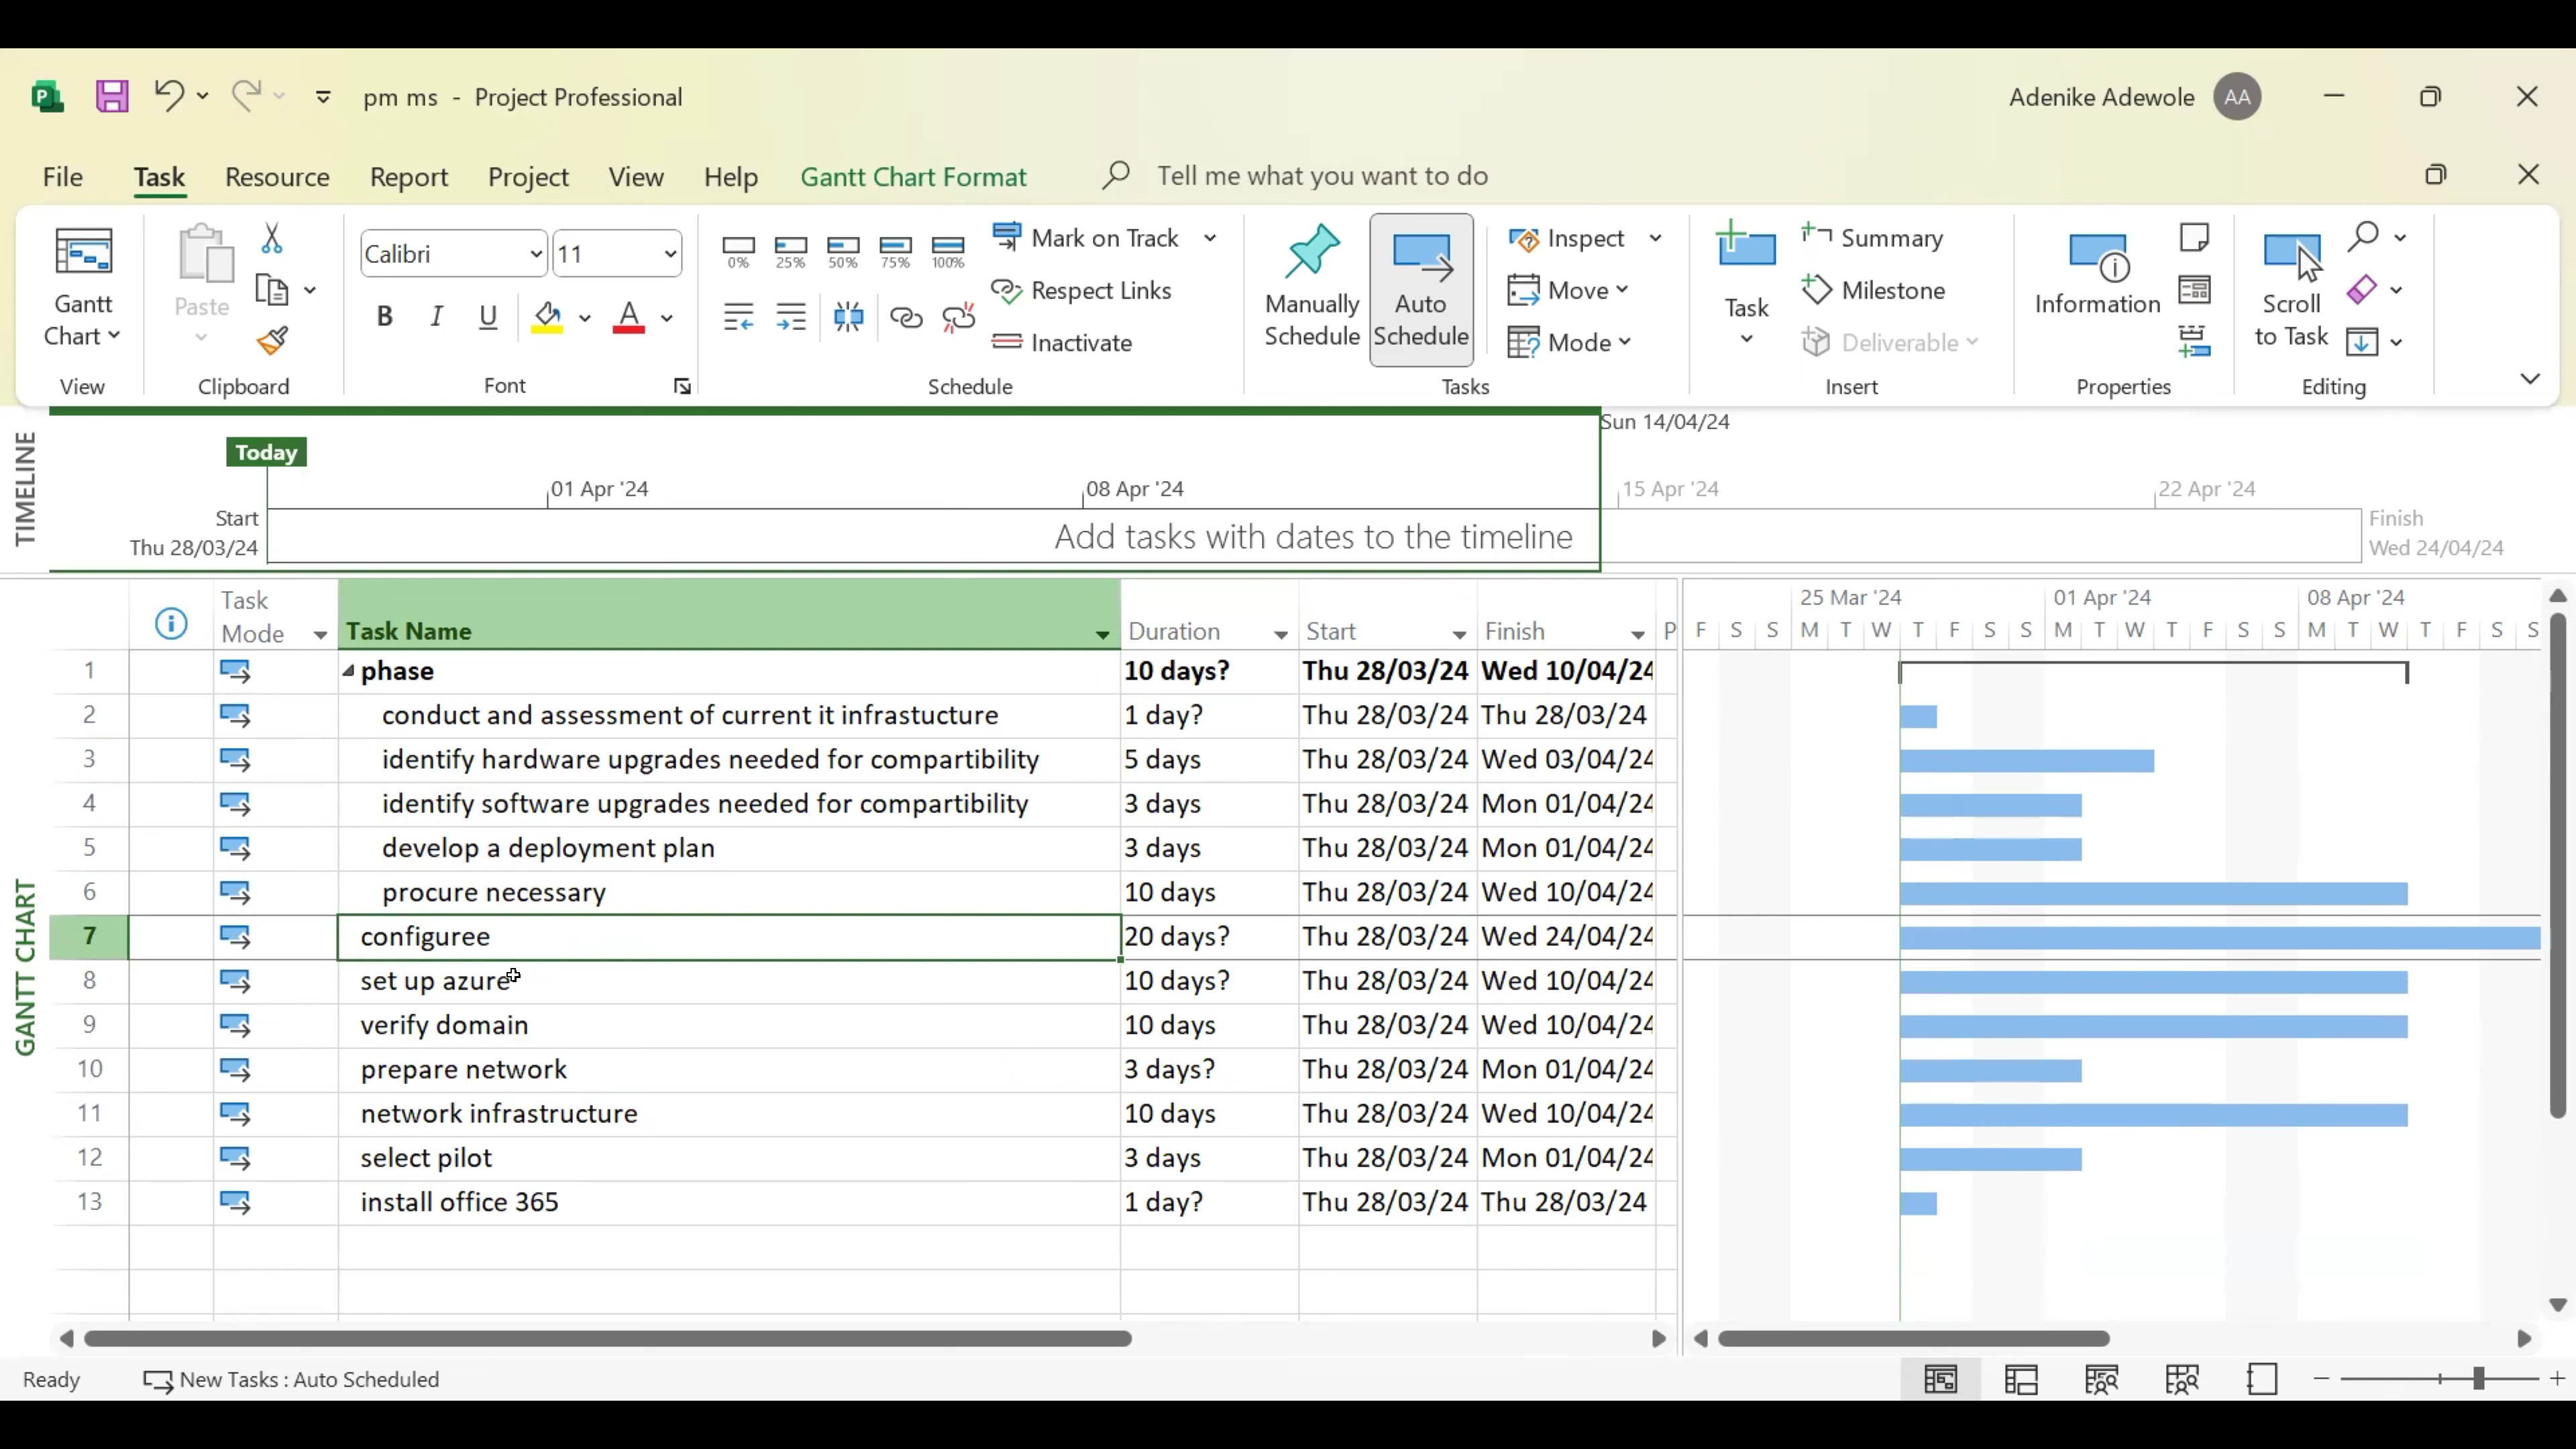 pm ms - Project Professional
Adenike Adewole AA
File Task Resource Report Project View Help Gantt Chart Format Tell me what you want to do
Gantt
Chart
View
Paste
Clipboard
Calibri 11
B I U A
Font
0% 25% 50% 75% 100%
Mark on Track
Respect Links
Inactivate
Schedule
Manually
Schedule
Auto
Schedule
Inspect
Move
Mode
Tasks
Task
Summary
Milestone
Deliverable
Insert
Information
Properties
Scroll
to Task
Editing
TIMELINE
Sun 14/04/24
Today
01 Apr '24 08 Apr '24 15 Apr '24 22 Apr '24
Start
Thu 28/03/24
Add tasks with dates to the timeline
Finish
Wed 24/04/24
GANTT CHART
Task
Mode Task Name Duration Start Finish P
25 Mar '24 01 Apr '24 08 Apr '24
F S S M T W T F S S M T W T F S S M T W T F S S
1 phase 10 days? Thu 28/03/24 Wed 10/04/24
2 conduct and assessment of current it infrastucture 1 day? Thu 28/03/24 Thu 28/03/24
3 identify hardware upgrades needed for compartibility 5 days Thu 28/03/24 Wed 03/04/24
4 identify software upgrades needed for compartibility 3 days Thu 28/03/24 Mon 01/04/24
5 develop a deployment plan 3 days Thu 28/03/24 Mon 01/04/24
6 procure necessary 10 days Thu 28/03/24 Wed 10/04/24
7 configuree 20 days? Thu 28/03/24 Wed 24/04/24
8 set up azure 10 days? Thu 28/03/24 Wed 10/04/24
9 verify domain 10 days Thu 28/03/24 Wed 10/04/24
10 prepare network 3 days? Thu 28/03/24 Mon 01/04/24
11 network infrastructure 10 days Thu 28/03/24 Wed 10/04/24
12 select pilot 3 days Thu 28/03/24 Mon 01/04/24
13 install office 365 1 day? Thu 28/03/24 Thu 28/03/24
Ready New Tasks : Auto Scheduled